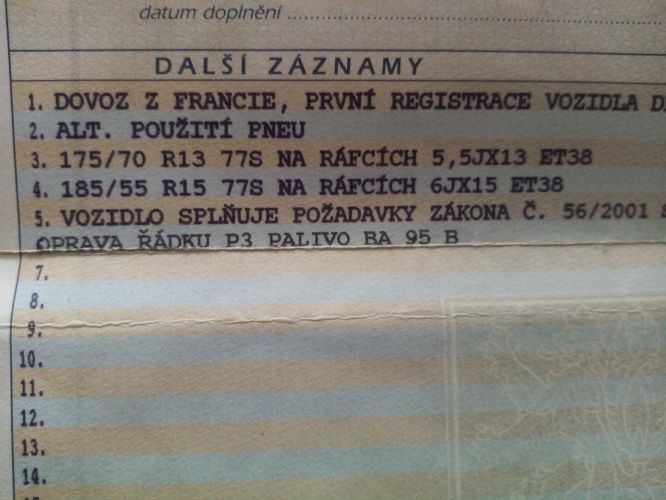 datum doplnění
DALŠÍ ZÁZNAMY
1. DOVOZ Z FRANCIE, PRVNÍ REGISTRACE VOZIDLA
2. ALT. POUŽITÍ PNEU
3. 175/70 R13 77S NA RÁFCÍCH 5,5JX13 ET38
4. 185/55 R15 77S NA RÁFCÍCH 6JX15 ET38
5. VOZIDLO SPLŇUJE POŽADAVKY ZÁKONA Č. 56/2001
OPRAVA ŘÁDKU P3 PALIVO BA 95 B
7.
8.
9.
10.
11.
12.
13.
14.